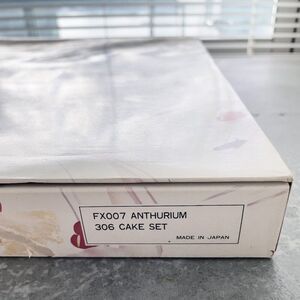 FX007 ANTHURIUM
306 CAKE SET
MADE IN JAPAN